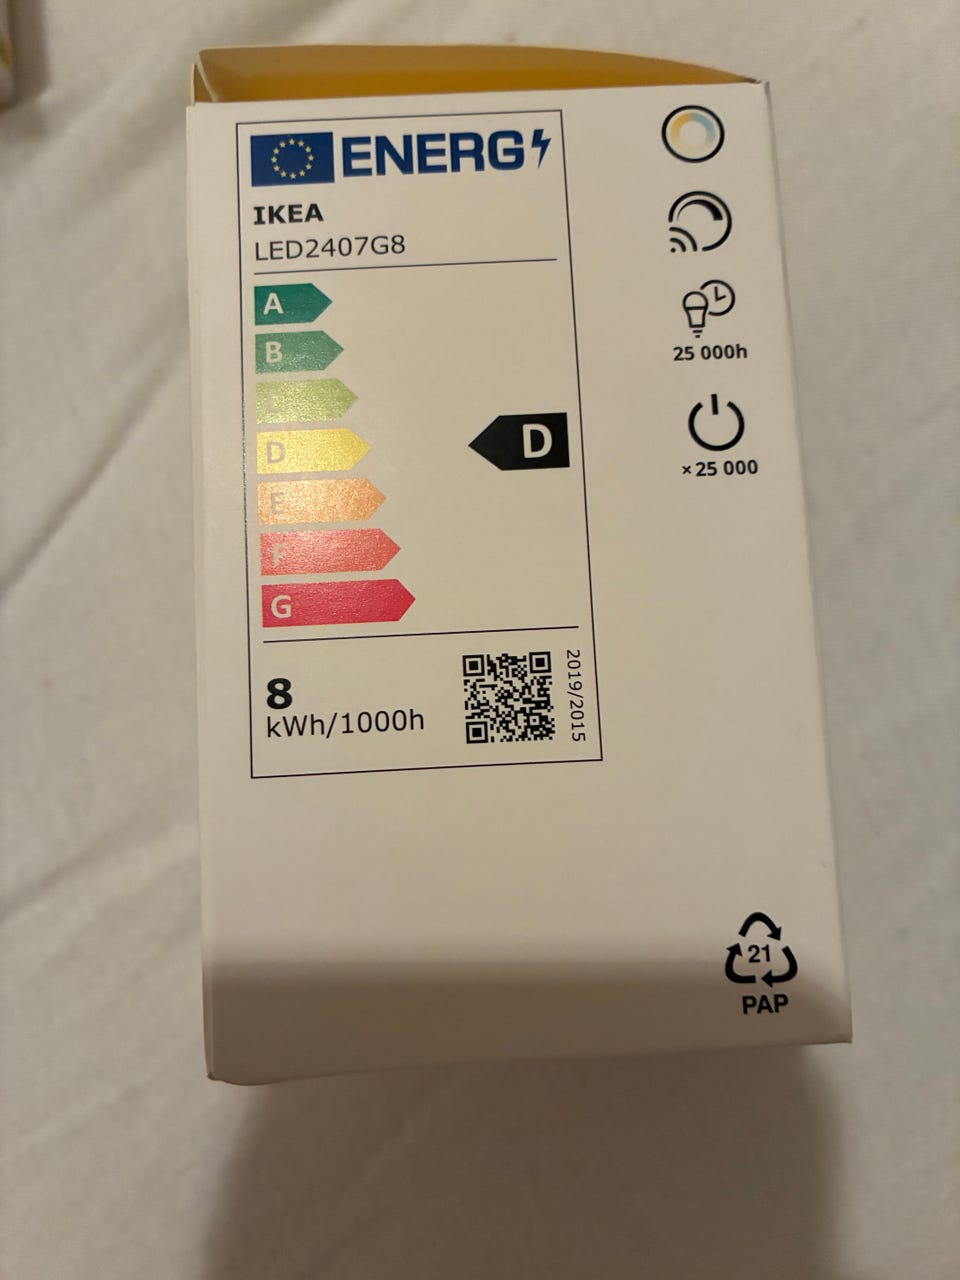 ENERG
IKEA
LED2407G8
A
B
C
D
E
F
G
D
8
kWh/1000h
2019/2015
25 000h
×25 000
21
PAP